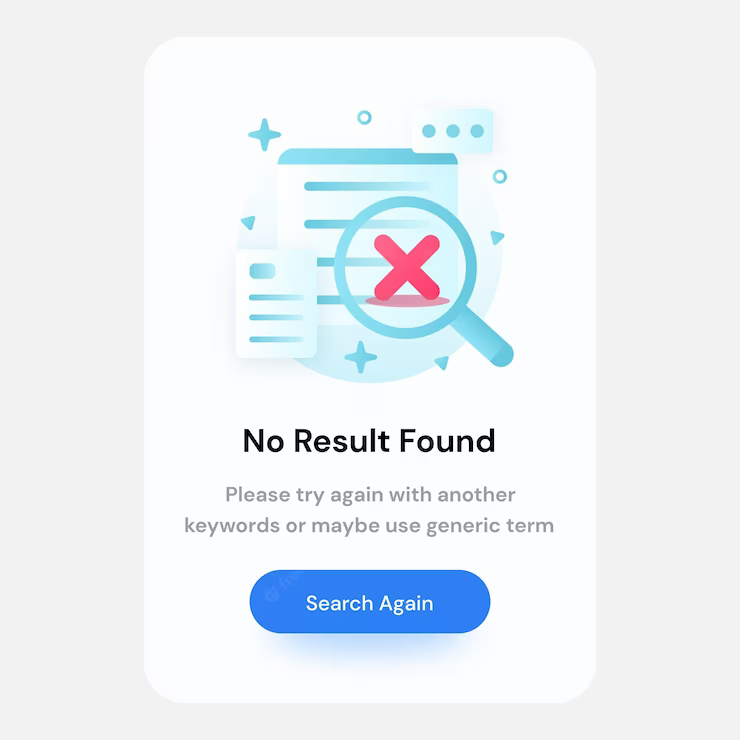 No Result Found
Please try again with another
keywords or maybe use generic term
Search Again